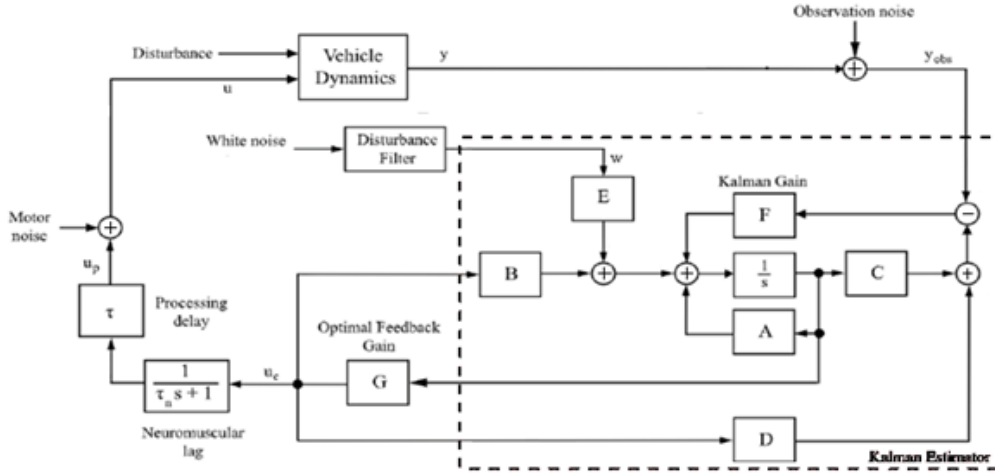 Observation noise
Disturbance
Vehicle
Dynamics
y
y_obs
u
White noise
Disturbance
Filter
w
E
Kalman Gain
F
Motor
noise
u_p
B
1
s
C
τ
Processing
delay
A
Optimal Feedback
Gain
1
τ_n s + 1
u_c
G
Neuromuscular
lag
D
Kalman Estimator